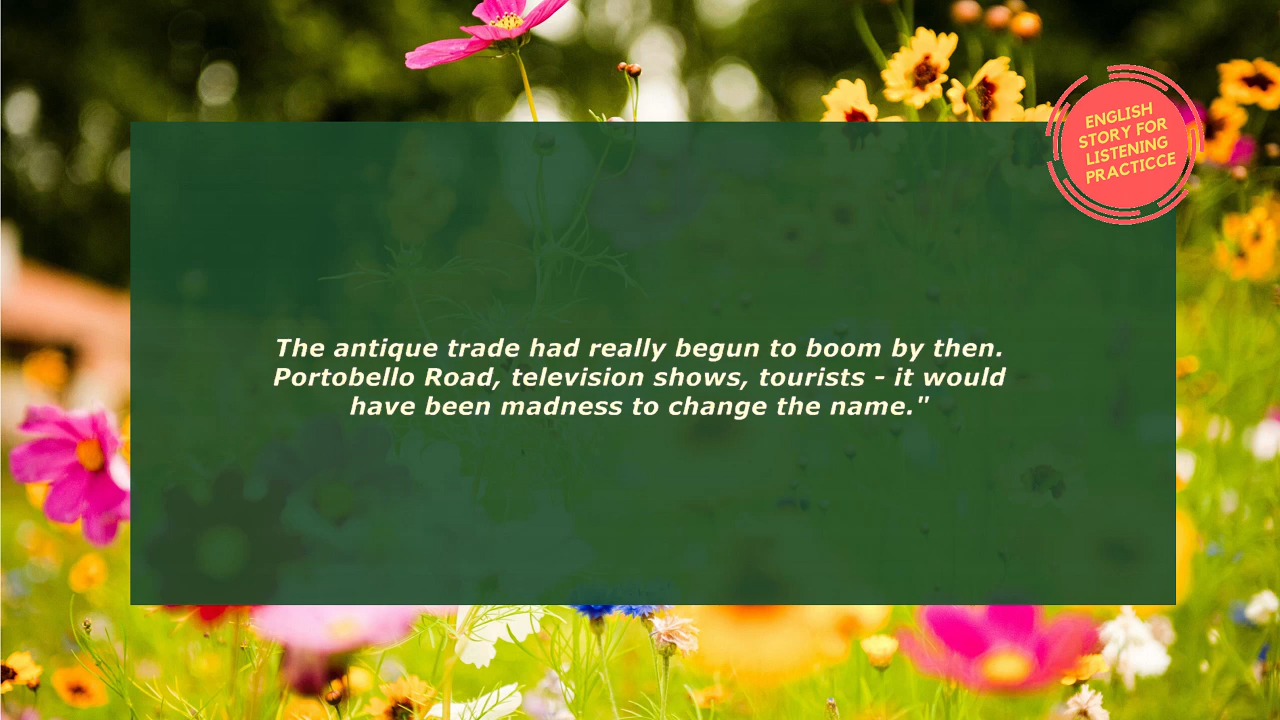 ENGLISH
STORY FOR
LISTENING
PRACTICCE
The antique trade had really begun to boom by then.
Portobello Road, television shows, tourists - it would
have been madness to change the name."